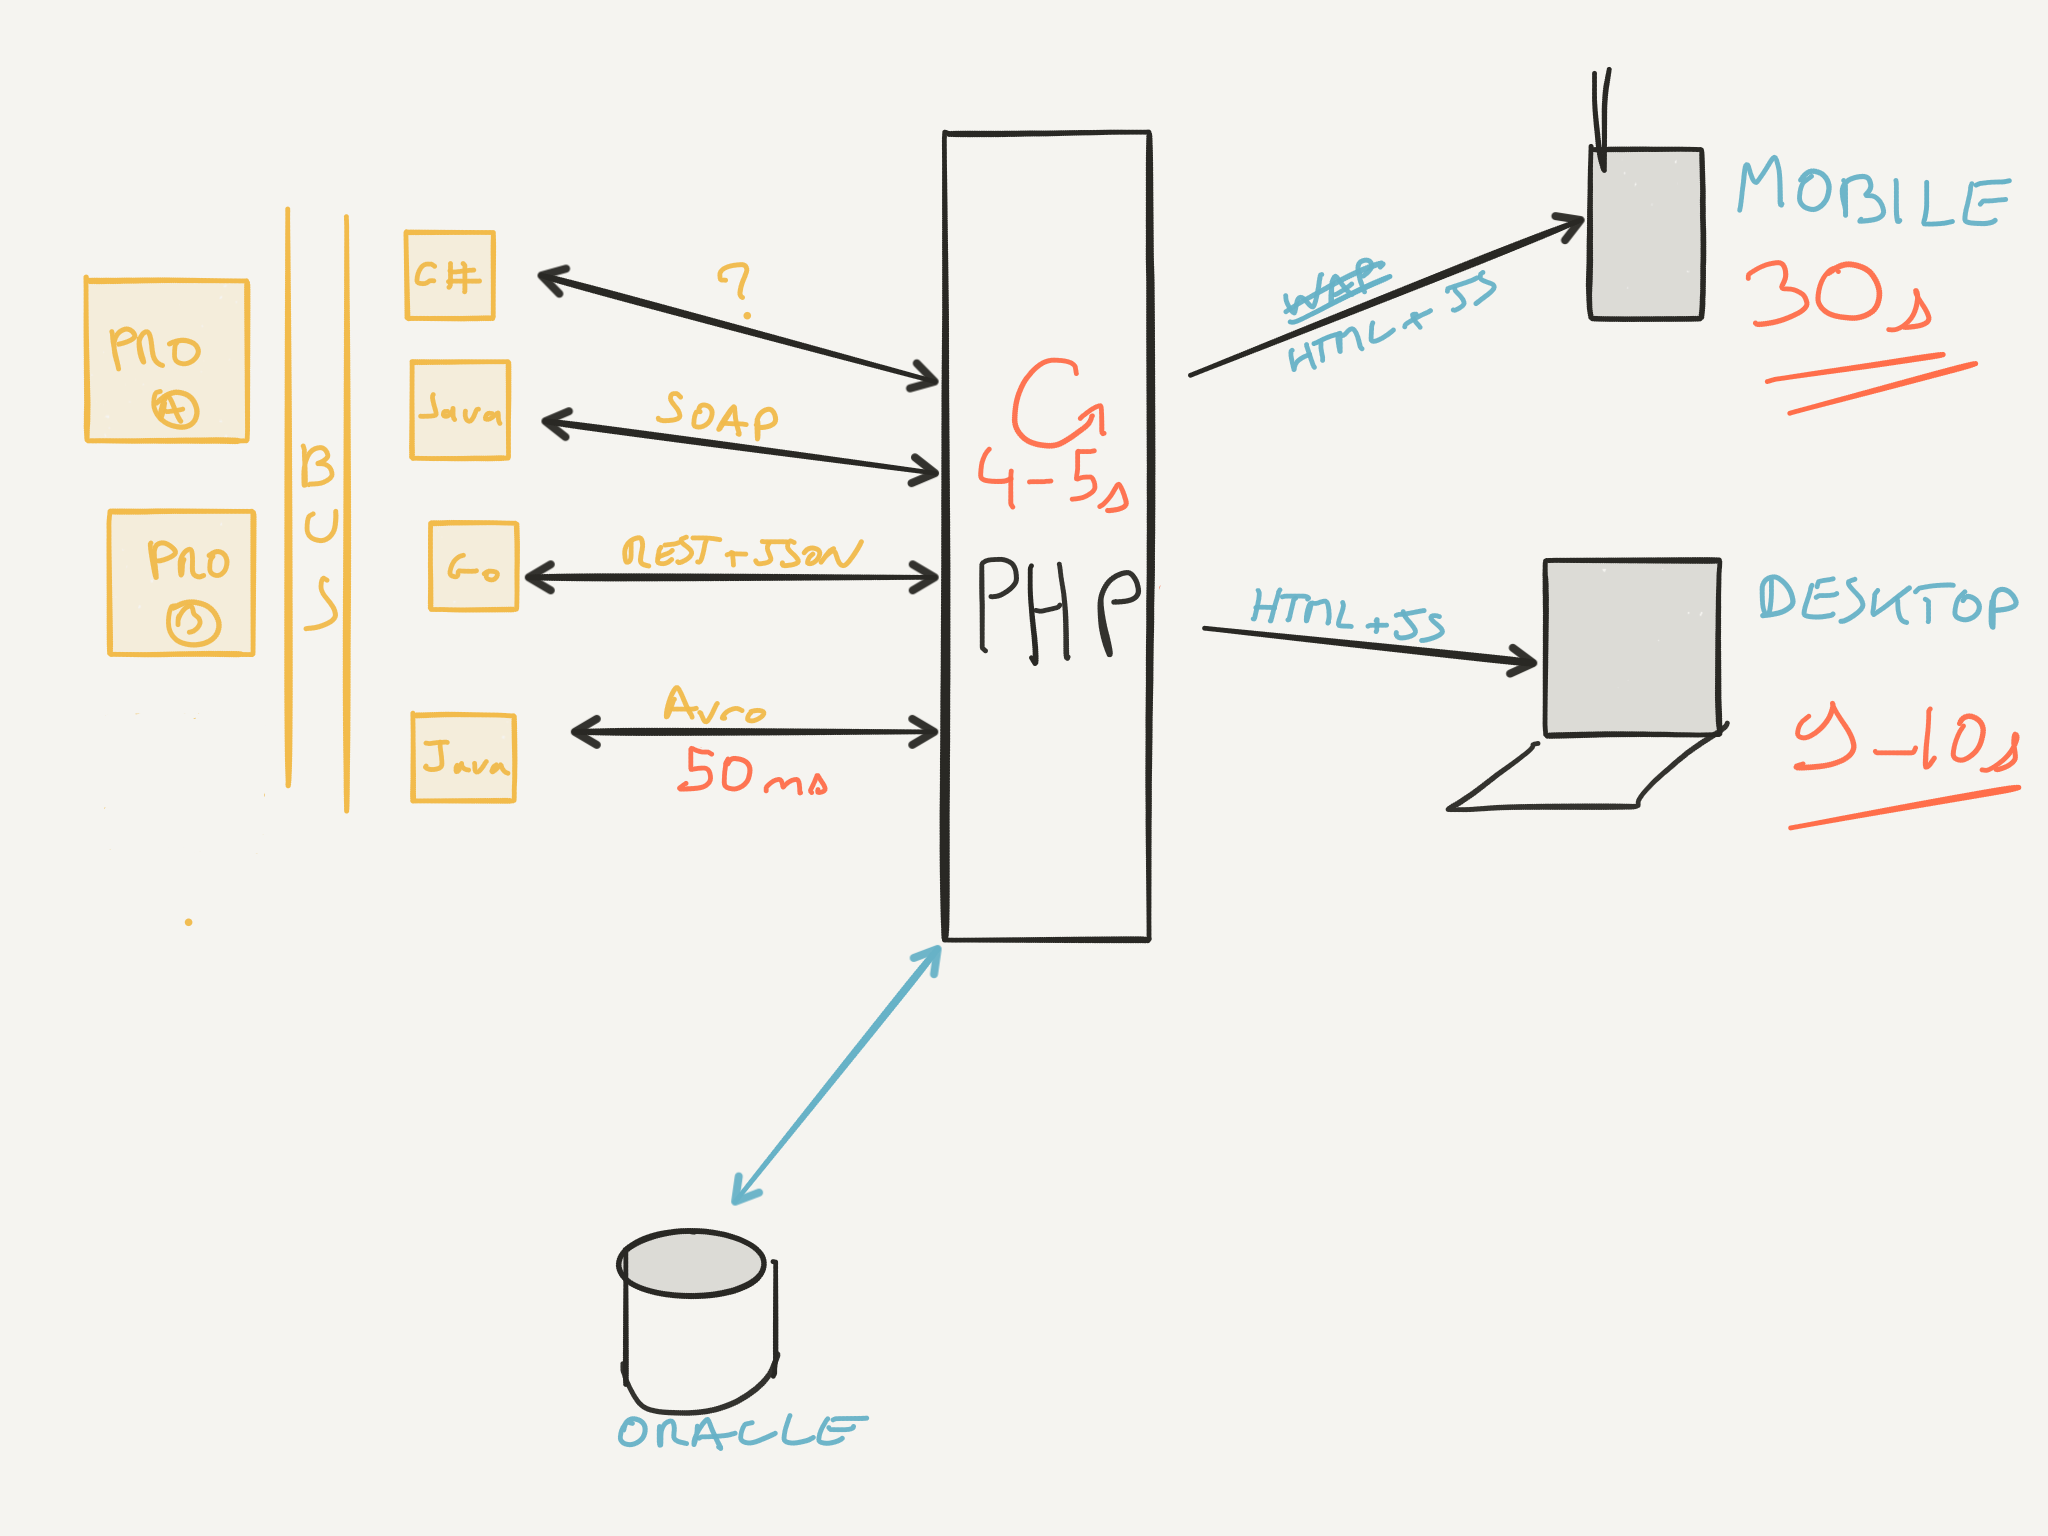 PRO
A
PRO
B
BUS
C#
Java
Go
Java
?
SOAP
REST+JSON
Avro
50ms
4-5s
PHP
WAP
HTML+JS
HTML+JS
MOBILE
30s
DESKTOP
9-10s
ORACLE